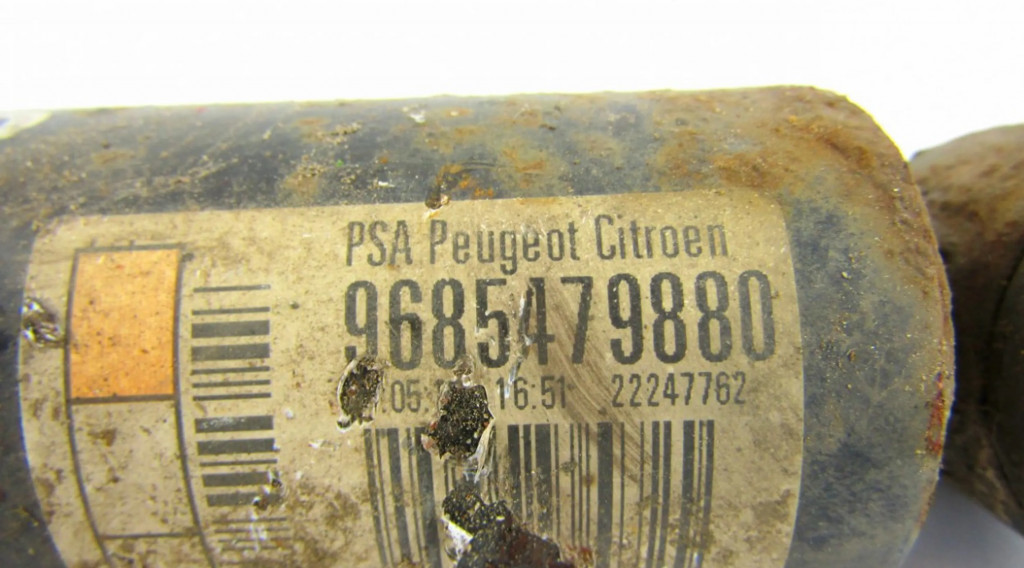 PSA Peugeot Citroen
9685479880
.05. 16.51 22247762